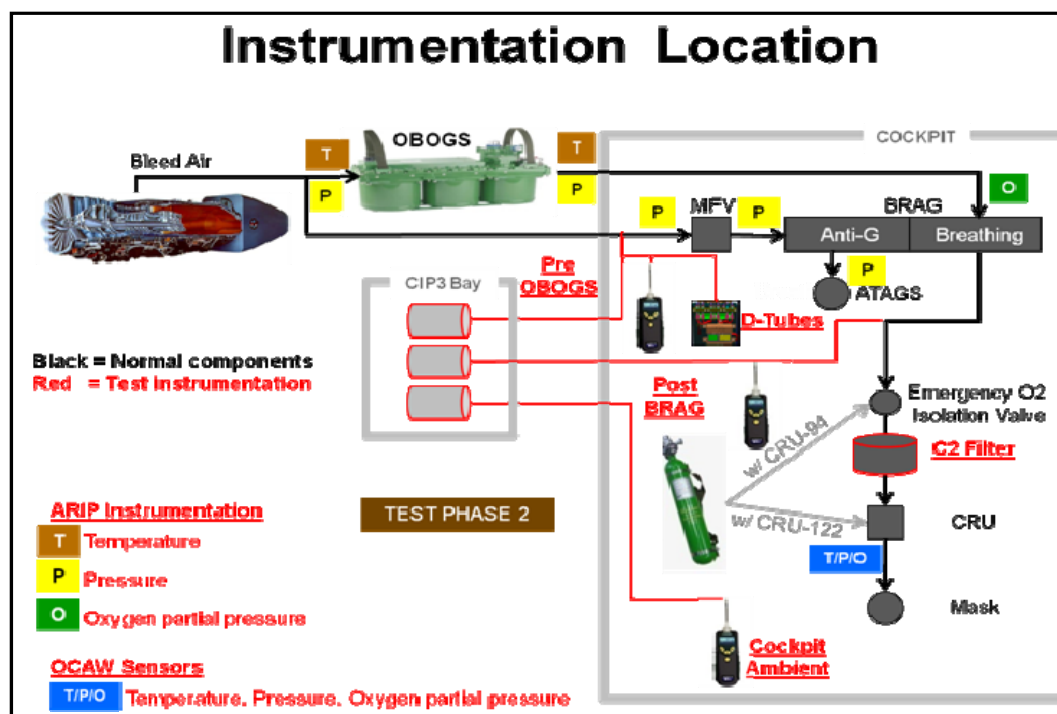 Instrumentation Location
OBOGS
COCKPIT
Bleed Air
T
T
P
P
O
MFV
BRAG
P
P
Anti-G
Breathing
P
ATAGS
Pre
OBOGS
CIP3 Bay
D-Tubes
Black = Normal components
Red = Test instrumentation
Post
BRAG
Emergency O2
Isolation Valve
w/ CRU-94
C2 Filter
ARIP Instrumentation
TEST PHASE 2
w/ CRU-122
CRU
T Temperature
T/P/O
P Pressure
Mask
O Oxygen partial pressure
Cockpit
Ambient
OCAW Sensors
T/P/O Temperature, Pressure, Oxygen partial pressure